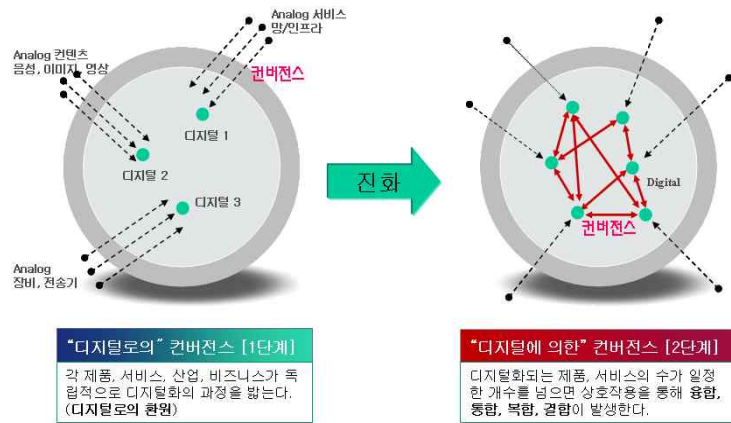 Analog 서비스
망/인프라
Analog 컨텐츠
음성, 이미지, 영상
컨버전스
디지털 1
디지털 2
디지털 3
Analog
장비, 전송기
진화
Digital
컨버전스
“디지털로의” 컨버전스 [1단계]
각 제품, 서비스, 산업, 비즈니스가 독
립적으로 디지털화의 과정을 밟는다.
(디지털로의 환원)
“디지털에 의한” 컨버전스 [2단계]
디지털화되는 제품, 서비스의 수가 일정
한 개수를 넘으면 상호작용을 통해 융합,
통합, 복합, 결합이 발생한다.